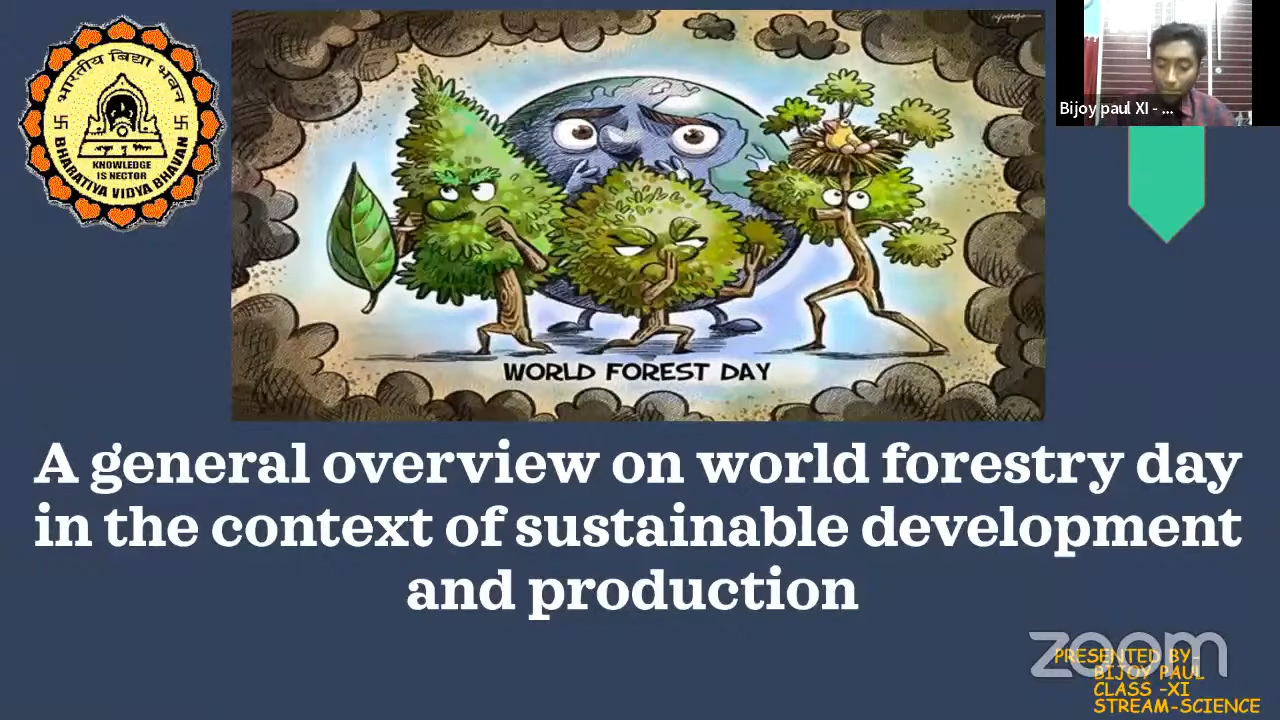 भारतीय विद्या भवन
KNOWLEDGE
IS NECTOR
BHARATIYA VIDYA BHAVAN
Bijoy paul XI - ...
WORLD FOREST DAY
A general overview on world forestry day
in the context of sustainable development
and production
zoom
PRESENTED BY-
BIJOY PAUL
CLASS -XI
STREAM-SCIENCE